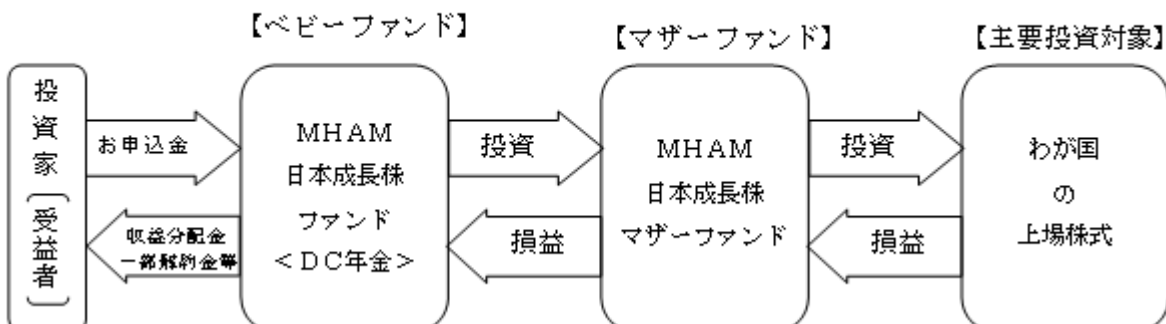 【ベビーファンド】
【マザーファンド】
【主要投資対象】
投資家
(受益者)
お申込金
収益分配金
一部解約金等
MHAM
日本成長株
ファンド
<DC年金>
投資
損益
MHAM
日本成長株
マザーファンド
投資
損益
わが国
の
上場株式